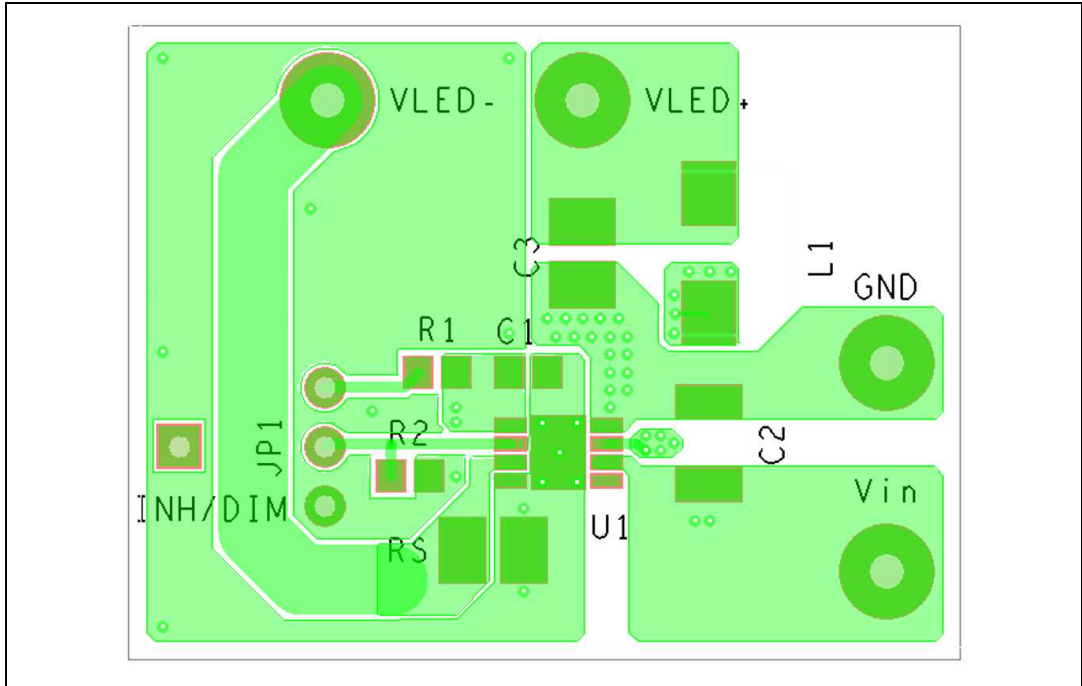 VLED-
VLED+
C3
L1
GND
R1
C1
R2
JP1
C2
INH/DIM
Vin
U1
RS